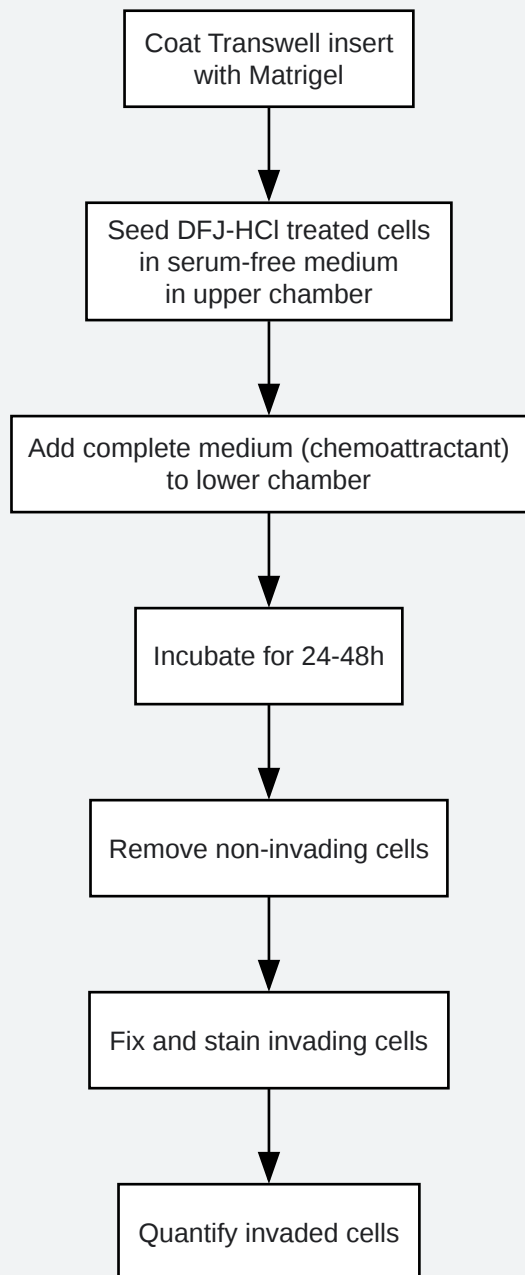 Coat Transwell insert
with Matrigel
Seed DFJ-HCl treated cells
in serum-free medium
in upper chamber
Add complete medium (chemoattractant)
to lower chamber
Incubate for 24-48h
Remove non-invading cells
Fix and stain invading cells
Quantify invaded cells